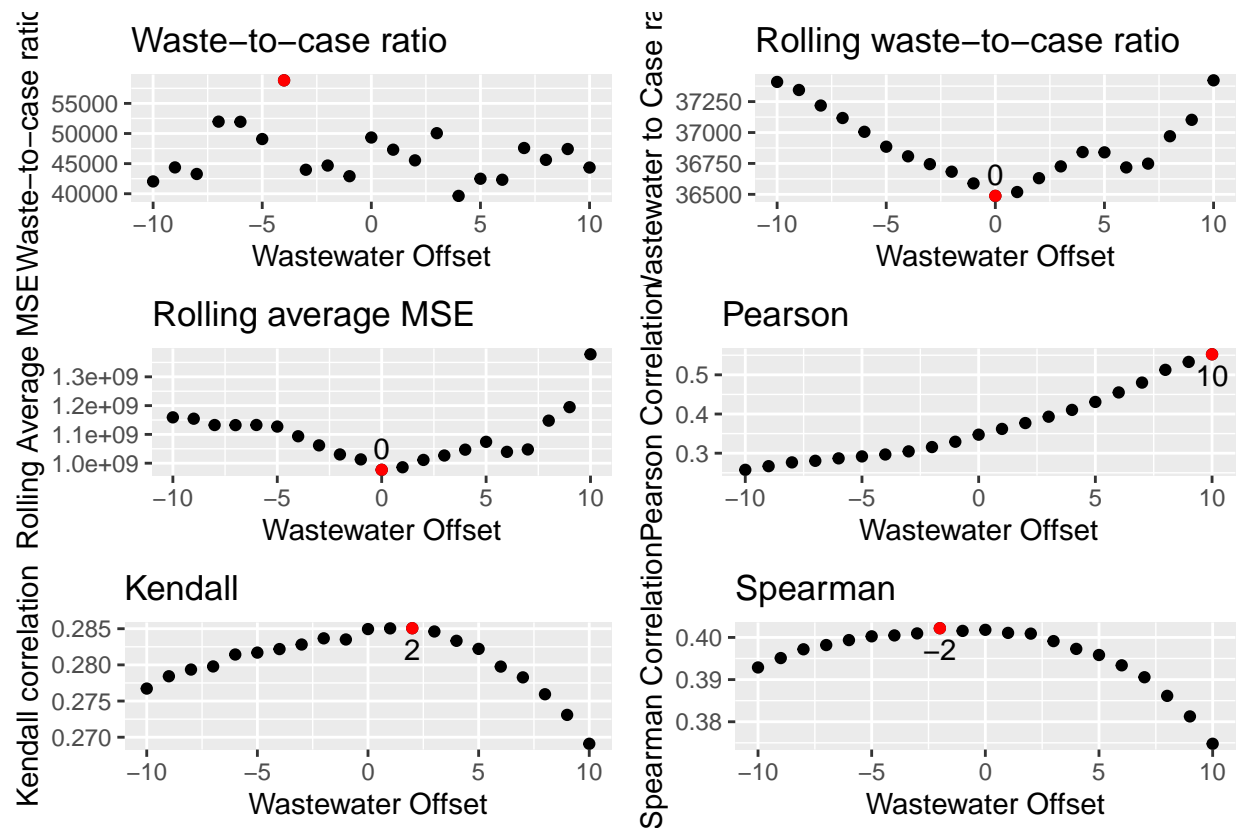 Waste−to−case ratio
Waste−to−case ratio
55000
50000
45000
40000
−10 −5 0 5 10
Wastewater Offset
Rolling waste−to−case ratio
Wastewater to Case ra
37250
37000
36750
36500
0
−10 −5 0 5 10
Wastewater Offset
Rolling average MSE
Rolling Average MSE
1.3e+09
1.2e+09
1.1e+09
1.0e+09
0
−10 −5 0 5 10
Wastewater Offset
Pearson
Pearson Correlation
0.5
0.4
0.3
10
−10 −5 0 5 10
Wastewater Offset
Kendall
Kendall correlation
0.285
0.280
0.275
0.270
2
−10 −5 0 5 10
Wastewater Offset
Spearman
Spearman Correlation
0.40
0.39
0.38
−2
−10 −5 0 5 10
Wastewater Offset